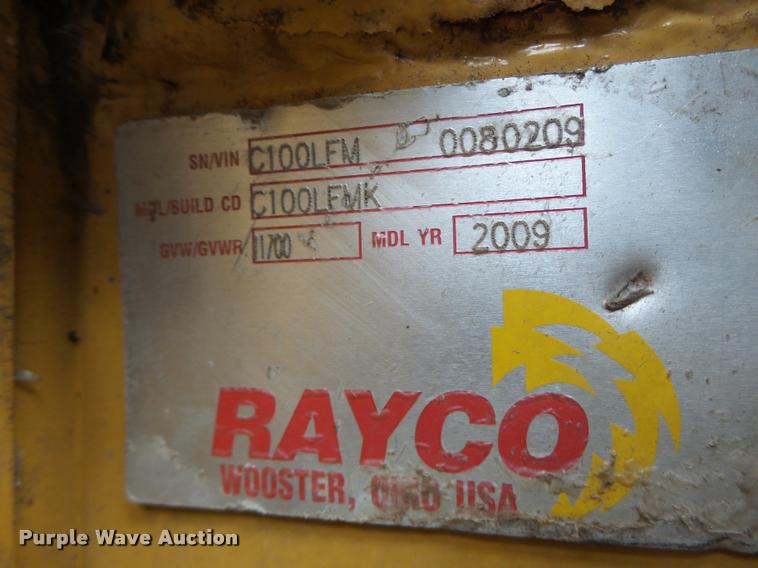 SN/VIN C100LFM 0080209
MDL/BUILD CD C100LFMK
GVW/GVWR 11700
MDL YR 2009
RAYCO
WOOSTER, OHIO USA
Purple Wave Auction